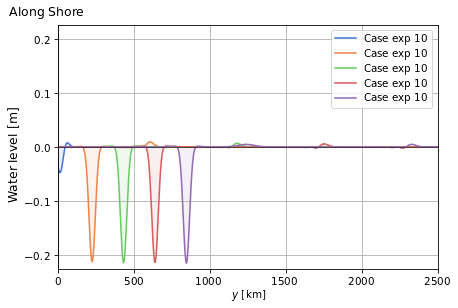 Along Shore
Water level [m]
0.2
0.1
0.0
−0.1
−0.2
0
500
1000
1500
2000
2500
y [km]
Case exp 10
Case exp 10
Case exp 10
Case exp 10
Case exp 10